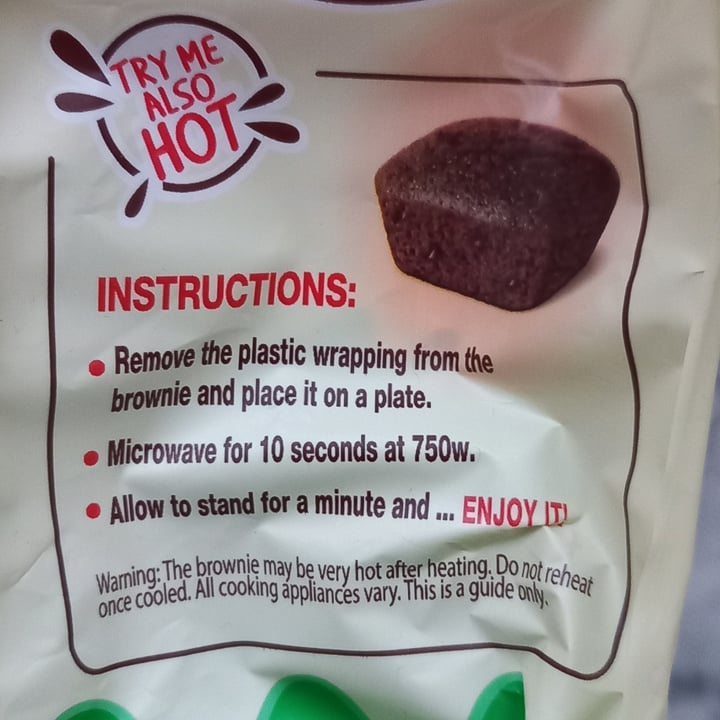 TRY ME
ALSO
HOT
INSTRUCTIONS:
• Remove the plastic wrapping from the
brownie and place it on a plate.
• Microwave for 10 seconds at 750w.
• Allow to stand for a minute and ... ENJOY IT!
Warning: The brownie may be very hot after heating. Do not reheat
once cooled. All cooking appliances vary. This is a guide only.